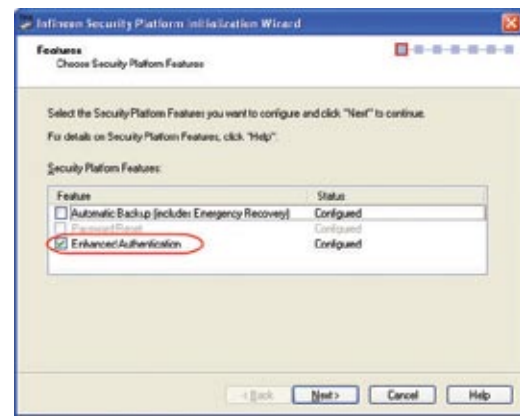 Infineon Security Platform Initialization Wizard
Features
Choose Security Platform Features
Select the Security Platform Features you want to configure and click "Next" to continue.
For details on Security Platform Features, click "Help".
Security Platform Features:
Feature Status
Automatic Backup (includes Emergency Recovery) Configured
Password Reset Configured
Enhanced Authentication Configured
< Back Next > Cancel Help